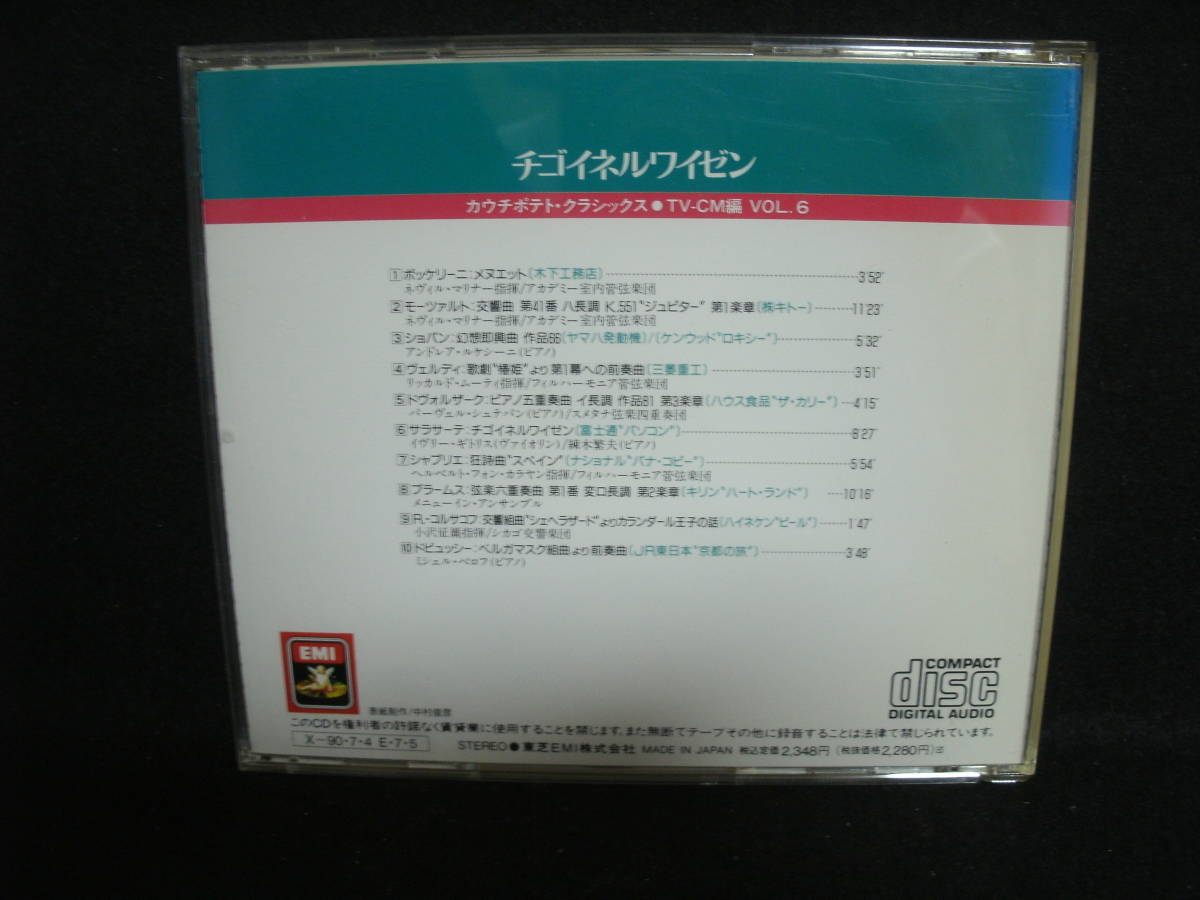 チゴイネルワイゼン
カウチポテト・クラシックス●TV-CM編 VOL.6
1 ボッケリーニ：メヌエット（木下工務店）3'52"
ネヴィル・マリナー指揮/アカデミー室内管弦楽団
2 モーツァルト：交響曲 第41番 ハ長調 K.551"ジュピター" 第1楽章（㈱キトー）11'23"
ネヴィル・マリナー指揮/アカデミー室内管弦楽団
3 ショパン：幻想即興曲 作品66（ヤマハ発動機）/（ケンウッド"ロキシー"）5'32"
アンドレア・ルケシーニ（ピアノ）
4 ヴェルディ：歌劇"椿姫"より第1幕への前奏曲（三菱重工）3'51"
リッカルド・ムーティ指揮/フィルハーモニア管弦楽団
5 ドヴォルザーク：ピアノ五重奏曲 イ長調 作品81 第3楽章（ハウス食品"ザ・カリー"）4'15"
パーヴェル・シュテパン（ピアノ）/スメタナ弦楽四重奏団
6 サラサーテ：チゴイネルワイゼン（富士通"パソコン"）8'27"
イヴリー・ギトリス（ヴァイオリン）/練木繁夫（ピアノ）
7 シャブリエ：狂詩曲"スペイン"（ナショナル"パナ・コピー"）5'54"
ヘルベルト・フォン・カラヤン指揮/フィルハーモニア管弦楽団
8 ブラームス：弦楽六重奏曲 第1番 変ロ長調 第2楽章（キリン"ハート・ランド"）10'16"
メニューイン・アンサンブル
9 R.-コルサコフ：交響組曲"シェヘラザード"よりカランダール王子の話（ハイネケン"ビール"）1'47"
小沢征爾指揮/シカゴ交響楽団
10 ドビュッシー：ベルガマスク組曲より前奏曲（JR東日本"京都の旅"）3'48"
ミシェル・ベロフ（ピアノ）
EMI
COMPACT
disc
DIGITAL AUDIO
表紙制作/中村俊彦
このCDを権利者の許諾なく賃貸業に使用することを禁じます。また無断でテープその他に録音することは法律で禁じられています。
X-90・7・4 E・7・5
STEREO●東芝EMI株式会社 MADE IN JAPAN 税込定価2,348円（税抜価格2,280円）